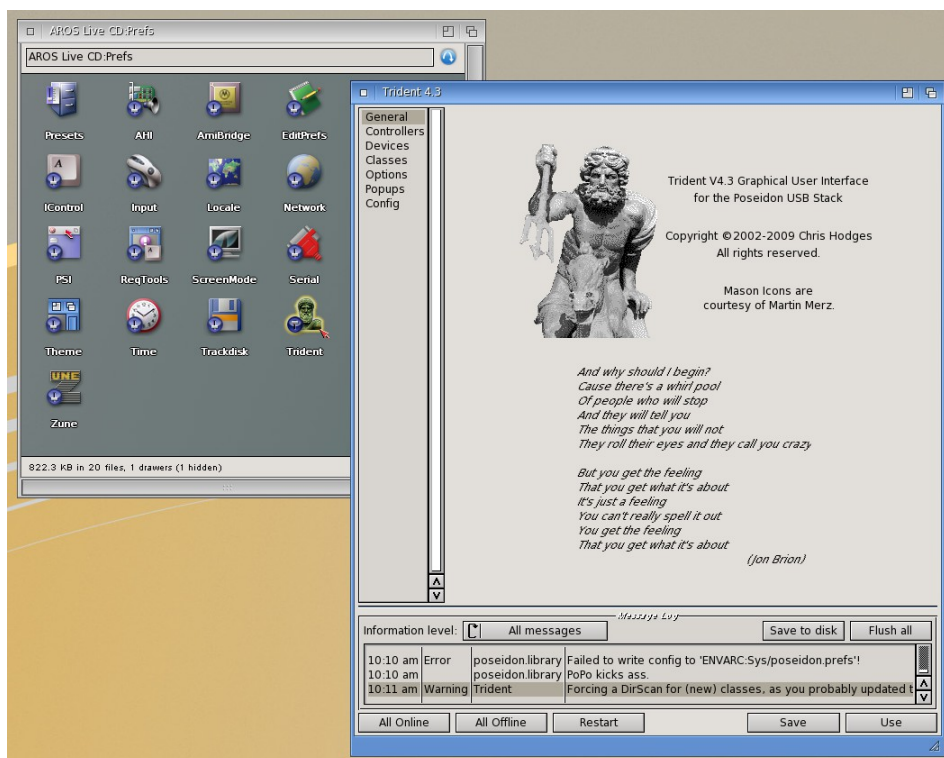 AROS Live CD:Prefs
AROS Live CD:Prefs
Presets AHI AmiBridge EditPrefs
IControl Input Locale Network
PSI ReqTools ScreenMode Serial
Theme Time Trackdisk Trident
UNE
Zune
822.3 KB in 20 files, 1 drawers (1 hidden)
Trident 4.3
General
Controllers
Devices
Classes
Options
Popups
Config
Trident V4.3 Graphical User Interface
for the Poseidon USB Stack
Copyright ©2002-2009 Chris Hodges
All rights reserved.
Mason Icons are
courtesy of Martin Merz.
And why should I begin?
Cause there's a whirl pool
Of people who will stop
And they will tell you
The things that you will not
They roll their eyes and they call you crazy
But you get the feeling
That you get what it's about
It's just a feeling
You can't really spell it out
You get the feeling
That you get what it's about
(Jon Brion)
Message Log
Information level: All messages Save to disk Flush all
10:10 am Error poseidon.library Failed to write config to 'ENVARC:Sys/poseidon.prefs'!
10:10 am poseidon.library PoPo kicks ass.
10:11 am Warning Trident Forcing a DirScan for (new) classes, as you probably updated t
All Online All Offline Restart Save Use